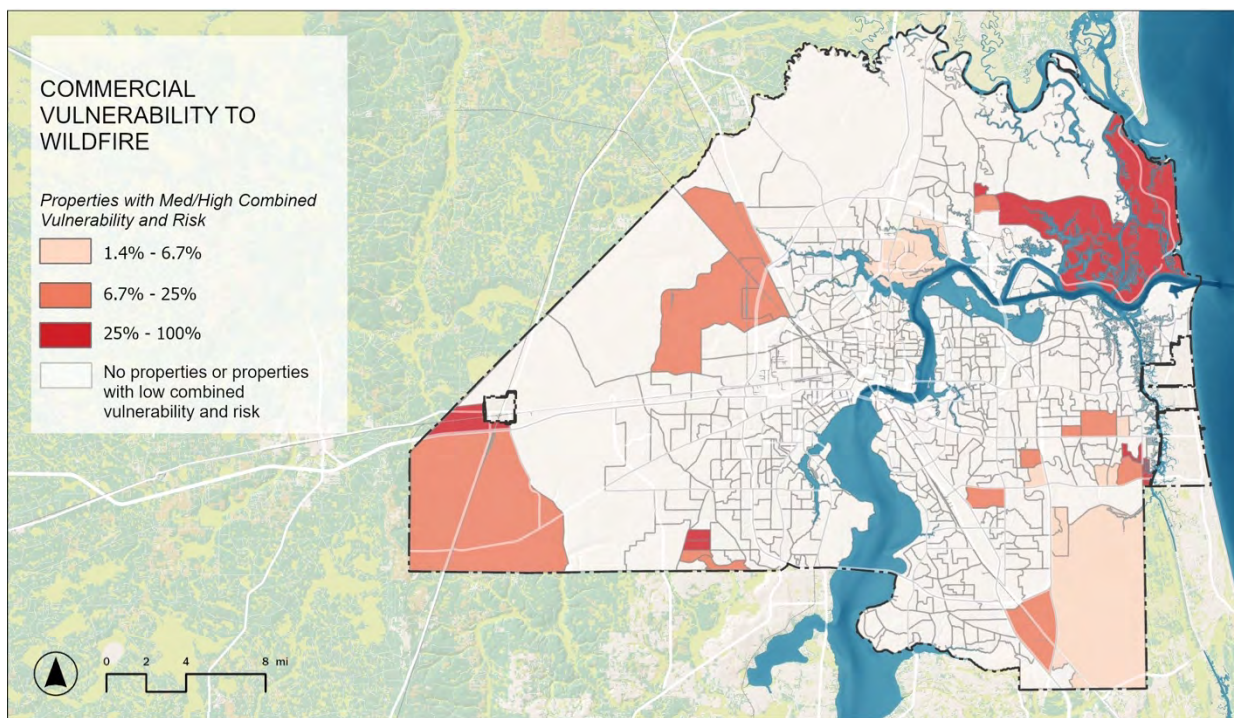 COMMERCIAL
VULNERABILITY TO
WILDFIRE
Properties with Med/High Combined
Vulnerability and Risk
1.4% - 6.7%
6.7% - 25%
25% - 100%
No properties or properties
with low combined
vulnerability and risk
0 2 4 8 mi